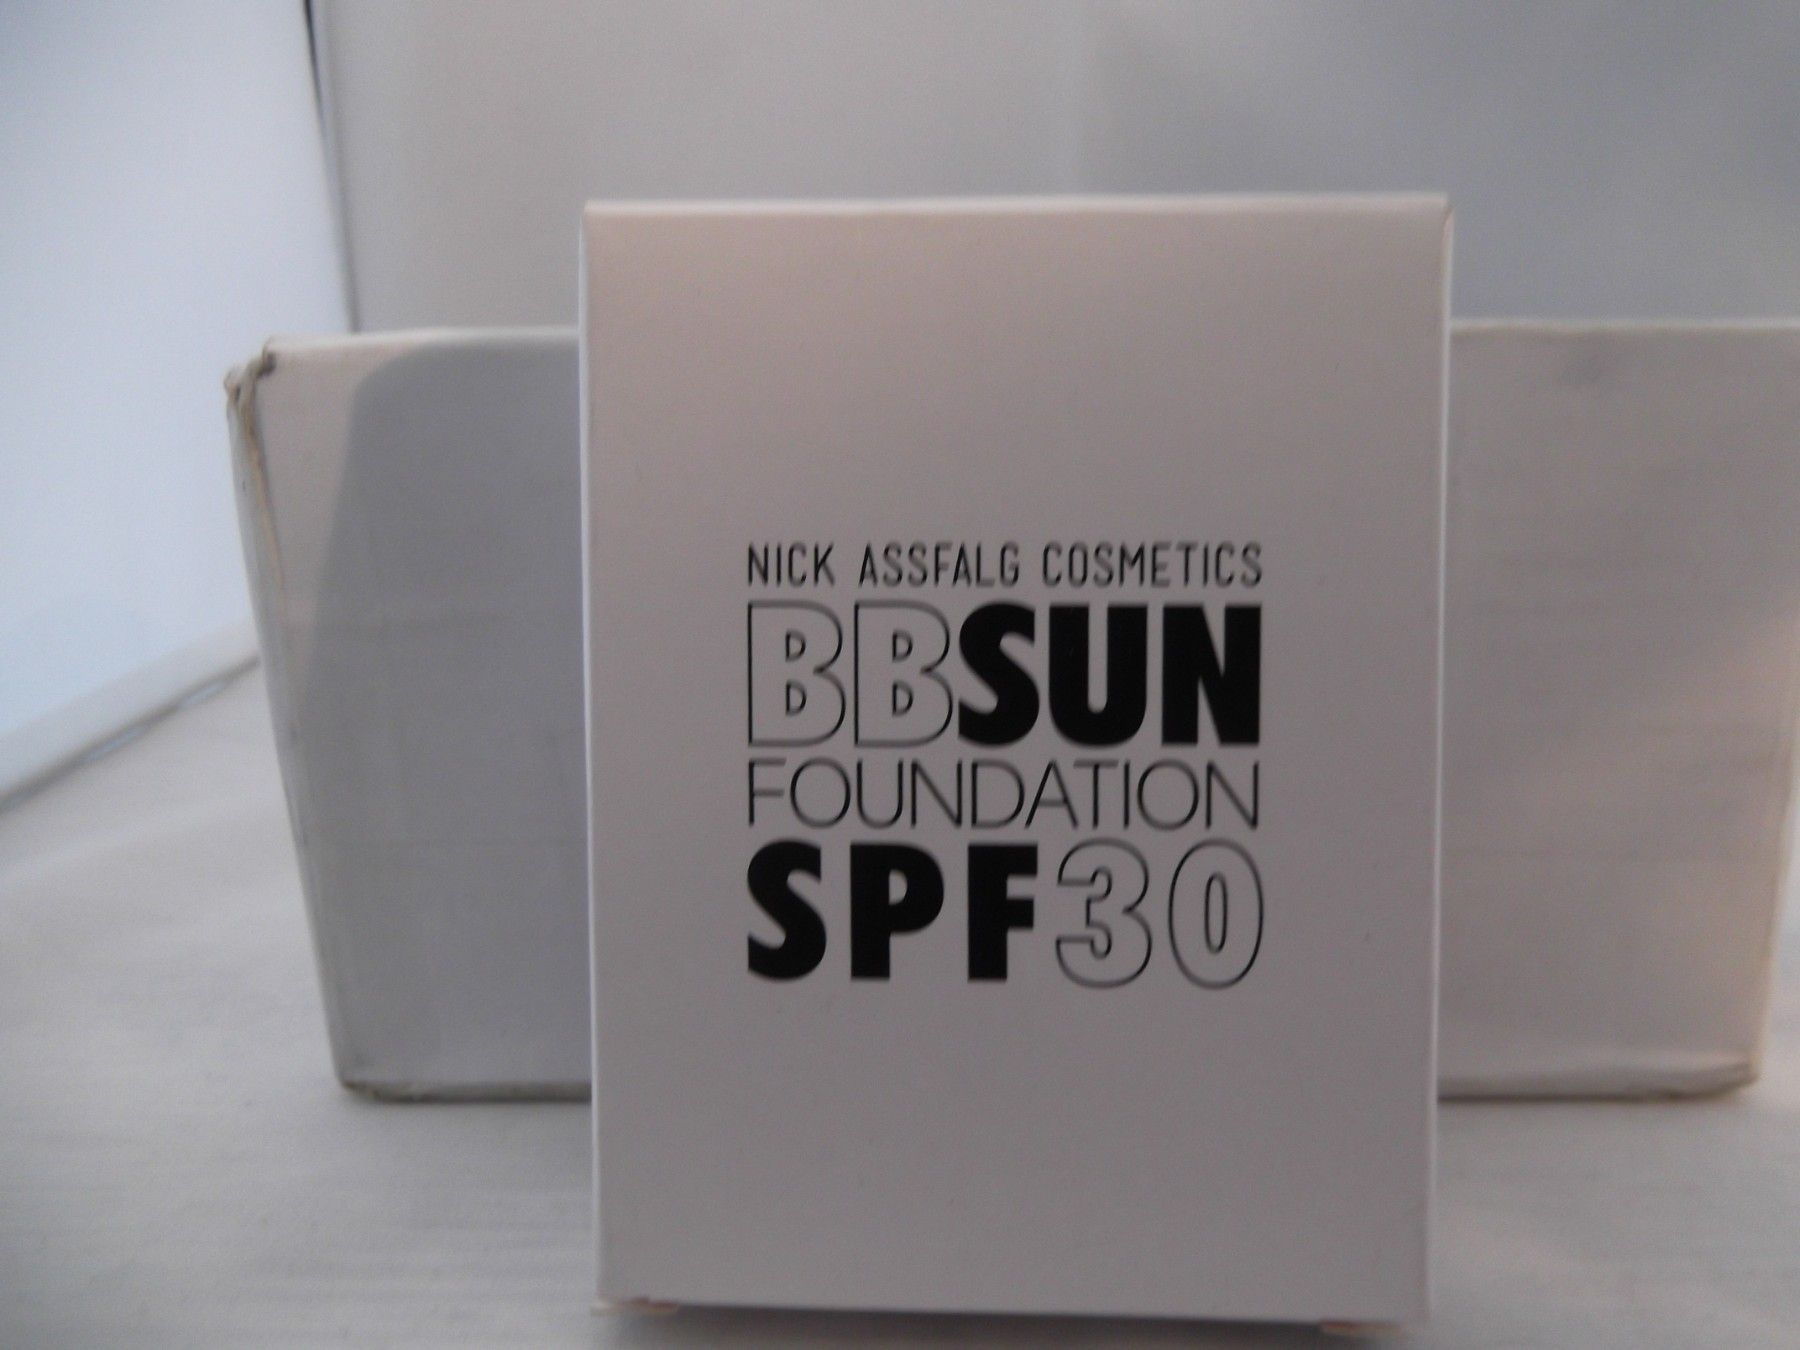 NICK ASSFALG COSMETICS
BBSUN
FOUNDATION
SPF30